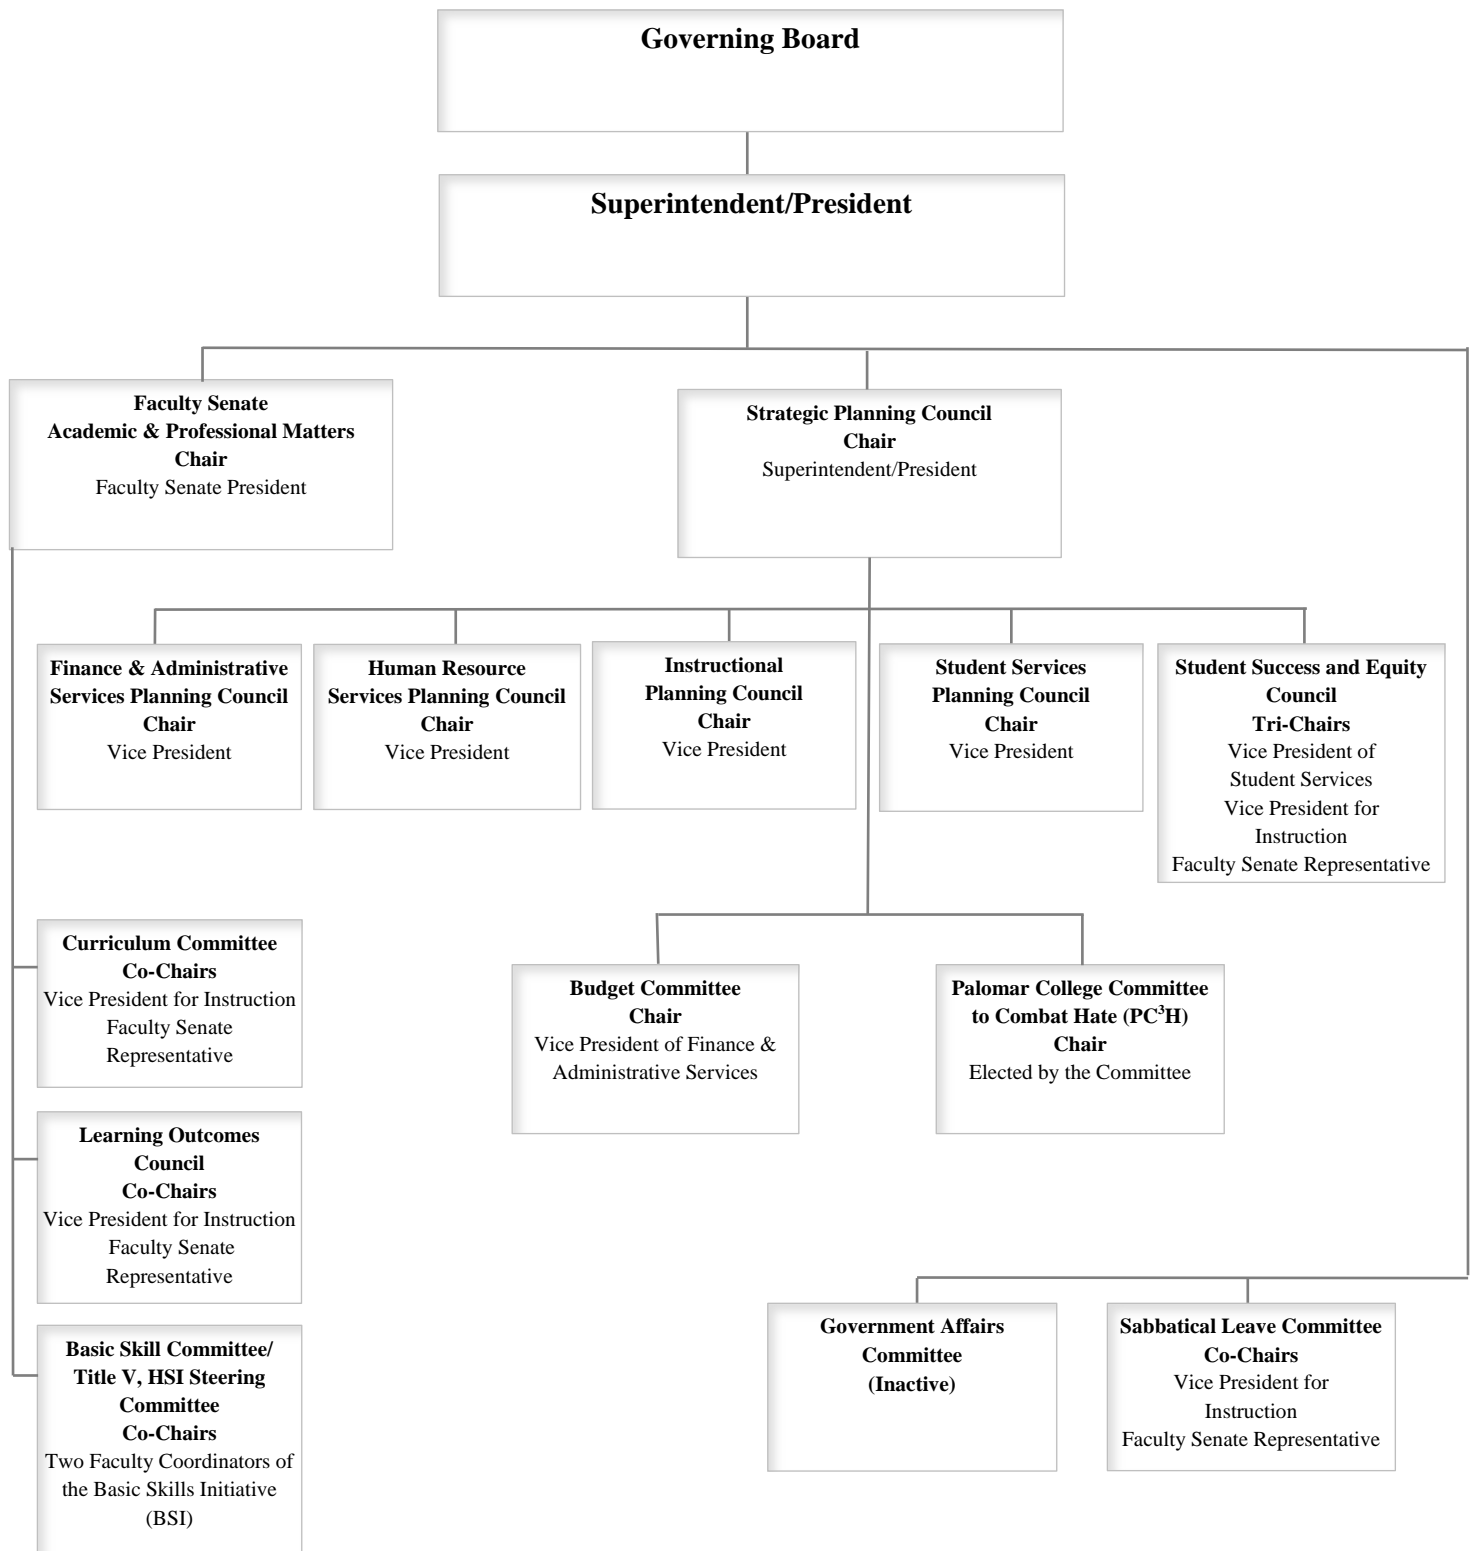 Governing Board
Superintendent/President
Faculty Senate
Academic & Professional Matters
Chair
Faculty Senate President
Strategic Planning Council
Chair
Superintendent/President
Finance & Administrative
Services Planning Council
Chair
Vice President
Human Resource
Services Planning Council
Chair
Vice President
Instructional
Planning Council
Chair
Vice President
Student Services
Planning Council
Chair
Vice President
Student Success and Equity
Council
Tri-Chairs
Vice President of
Student Services
Vice President for
Instruction
Faculty Senate Representative
Curriculum Committee
Co-Chairs
Vice President for Instruction
Faculty Senate
Representative
Budget Committee
Chair
Vice President of Finance &
Administrative Services
Palomar College Committee
to Combat Hate (PC³H)
Chair
Elected by the Committee
Learning Outcomes
Council
Co-Chairs
Vice President for Instruction
Faculty Senate
Representative
Government Affairs
Committee
(Inactive)
Sabbatical Leave Committee
Co-Chairs
Vice President for
Instruction
Faculty Senate Representative
Basic Skill Committee/
Title V, HSI Steering
Committee
Co-Chairs
Two Faculty Coordinators of
the Basic Skills Initiative
(BSI)